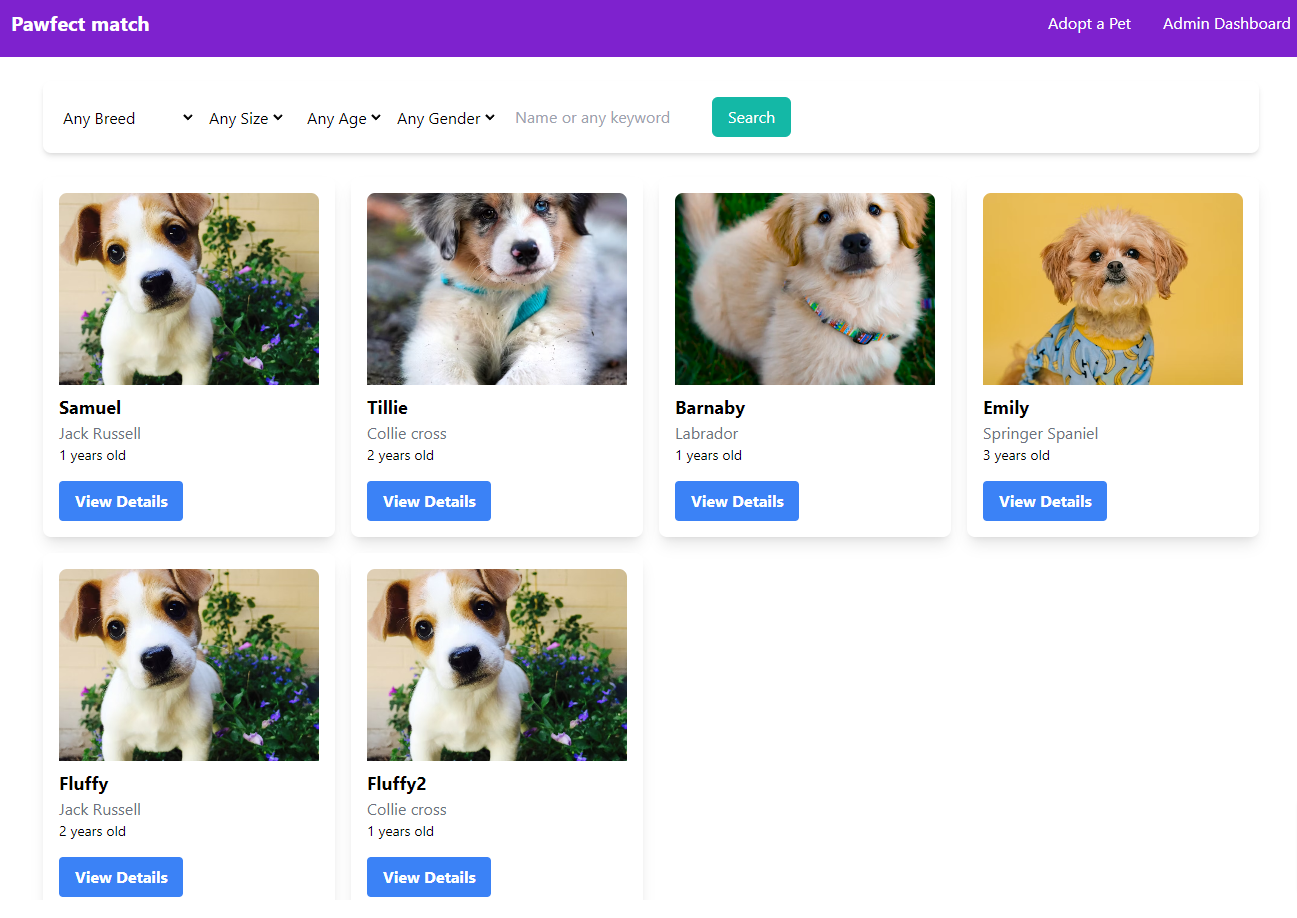 Pawfect match
Adopt a Pet
Admin Dashboard
Any Breed
Any Size
Any Age
Any Gender
Name or any keyword
Search
Samuel
Jack Russell
1 years old
View Details
Tillie
Collie cross
2 years old
View Details
Barnaby
Labrador
1 years old
View Details
Emily
Springer Spaniel
3 years old
View Details
Fluffy
Jack Russell
2 years old
View Details
Fluffy2
Collie cross
1 years old
View Details